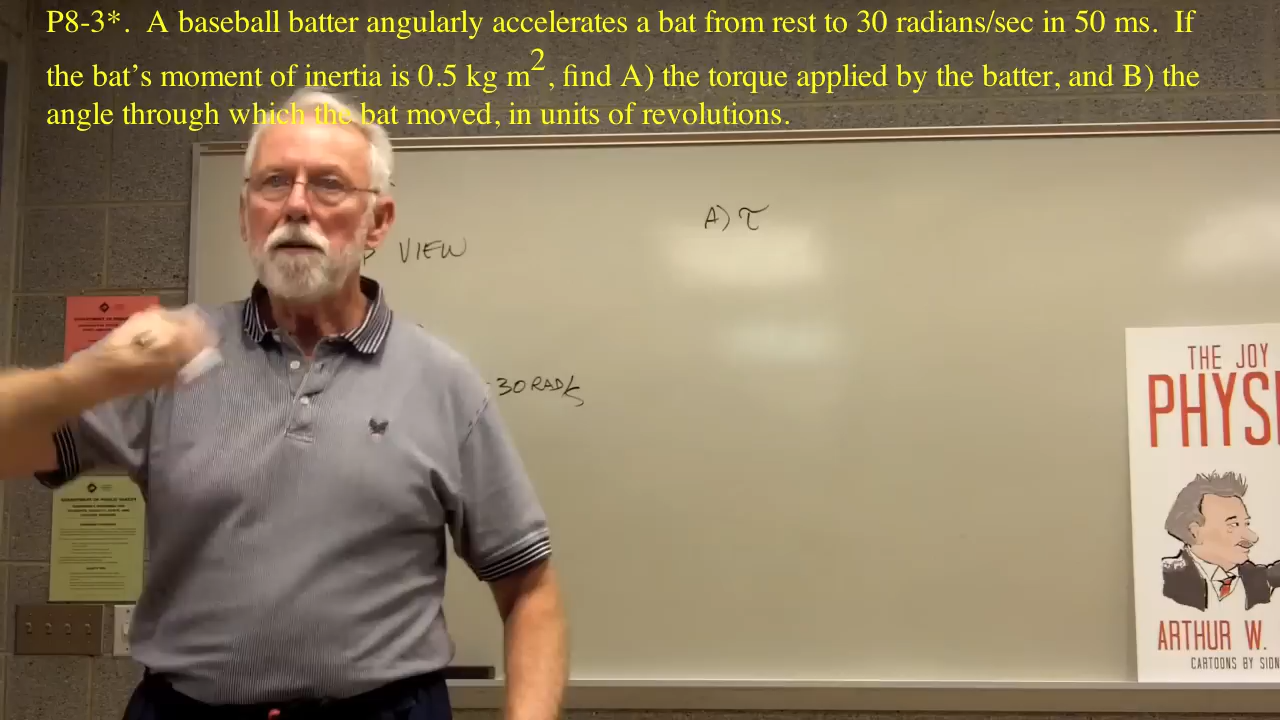 P8-3*. A baseball batter angularly accelerates a bat from rest to 30 radians/sec in 50 ms. If
the bat's moment of inertia is 0.5 kg m², find A) the torque applied by the batter, and B) the
angle through which the bat moved, in units of revolutions.
A) τ
VIEW
30 RAD/s
THE JOY
PHYSI
ARTHUR W.
CARTOONS BY SION